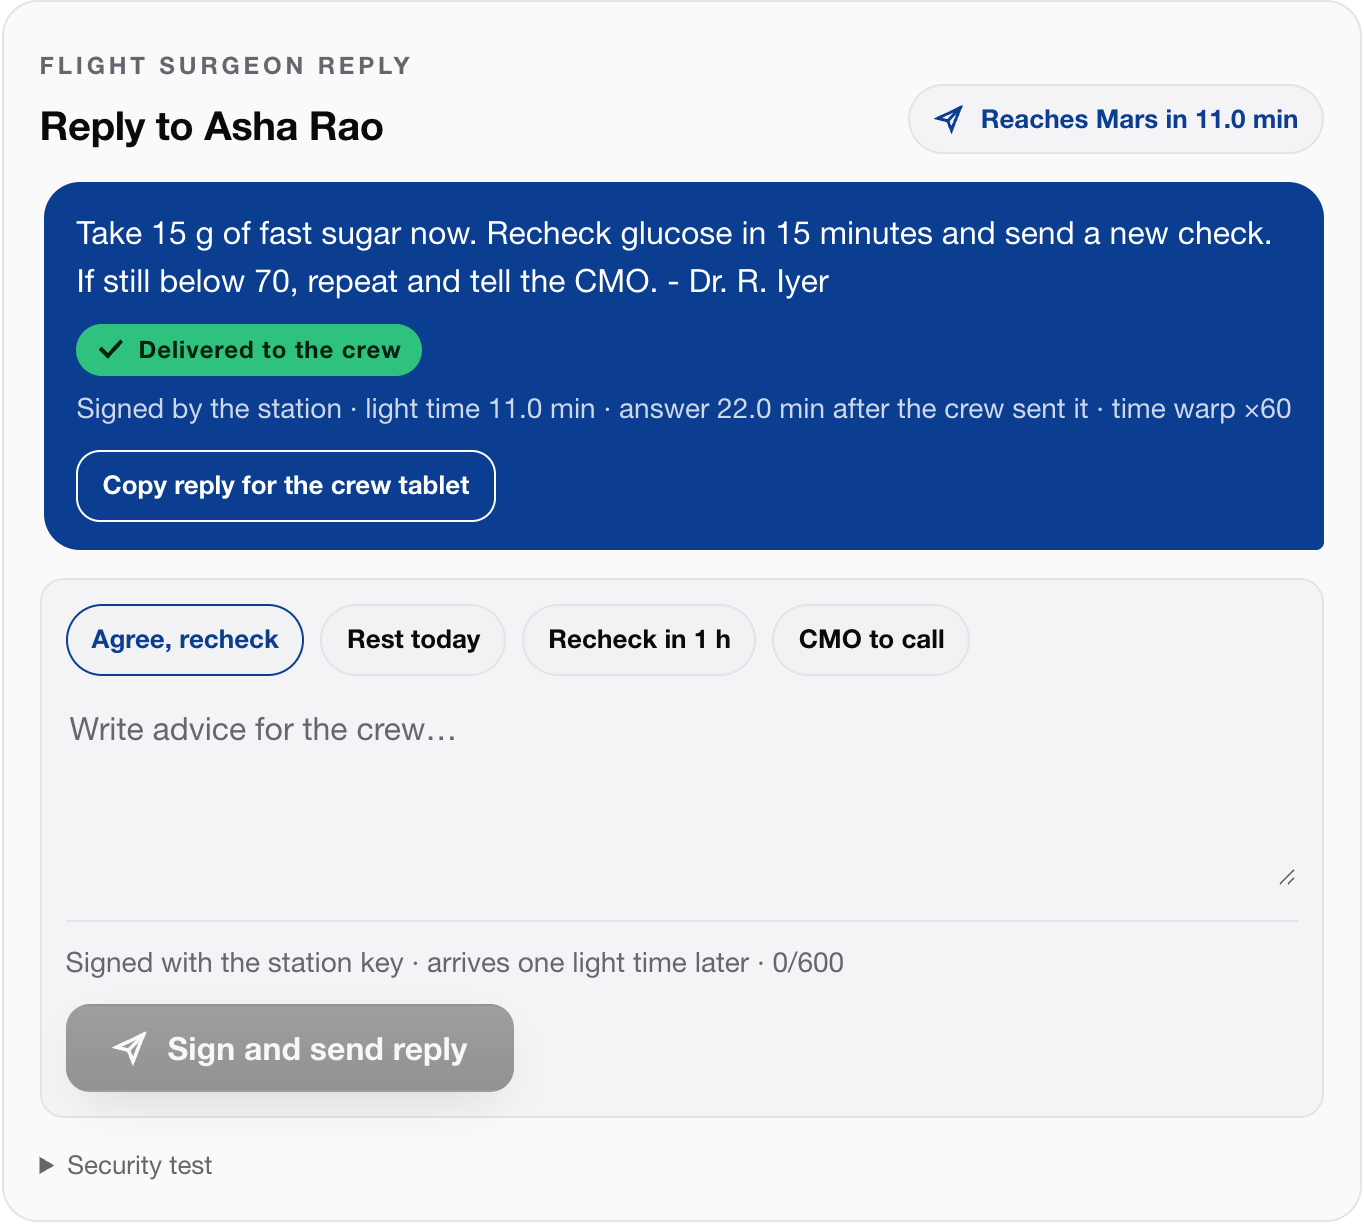 FLIGHT SURGEON REPLY
Reply to Asha Rao
Reaches Mars in 11.0 min
Take 15 g of fast sugar now. Recheck glucose in 15 minutes and send a new check.
If still below 70, repeat and tell the CMO. - Dr. R. Iyer
Delivered to the crew
Signed by the station · light time 11.0 min · answer 22.0 min after the crew sent it · time warp ×60
Copy reply for the crew tablet
Agree, recheck
Rest today
Recheck in 1 h
CMO to call
Write advice for the crew…
Signed with the station key · arrives one light time later · 0/600
Sign and send reply
Security test